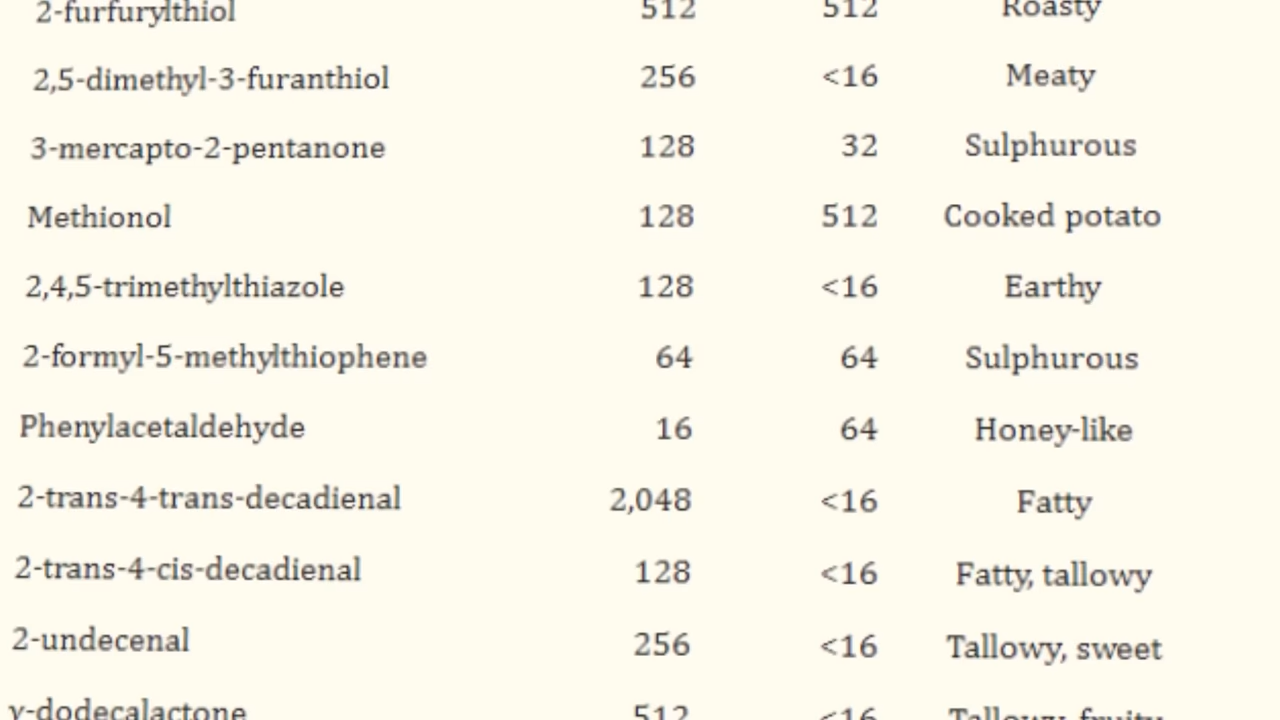 2-furfurylthiol 512 512 Roasty
2,5-dimethyl-3-furanthiol 256 <16 Meaty
3-mercapto-2-pentanone 128 32 Sulphurous
Methionol 128 512 Cooked potato
2,4,5-trimethylthiazole 128 <16 Earthy
2-formyl-5-methylthiophene 64 64 Sulphurous
Phenylacetaldehyde 16 64 Honey-like
2-trans-4-trans-decadienal 2,048 <16 Fatty
2-trans-4-cis-decadienal 128 <16 Fatty, tallowy
2-undecenal 256 <16 Tallowy, sweet
γ-dodecalactone 512 <16 Tallowy, fruity